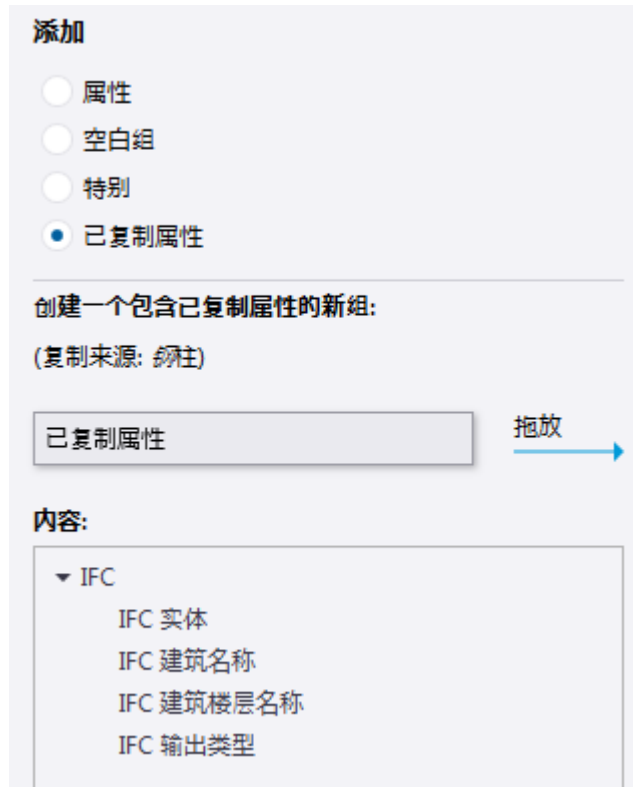 添加
属性
空白组
特别
已复制属性
创建一个包含已复制属性的新组:
(复制来源: 钢柱)
已复制属性
拖放
内容:
IFC
IFC 实体
IFC 建筑名称
IFC 建筑楼层名称
IFC 输出类型